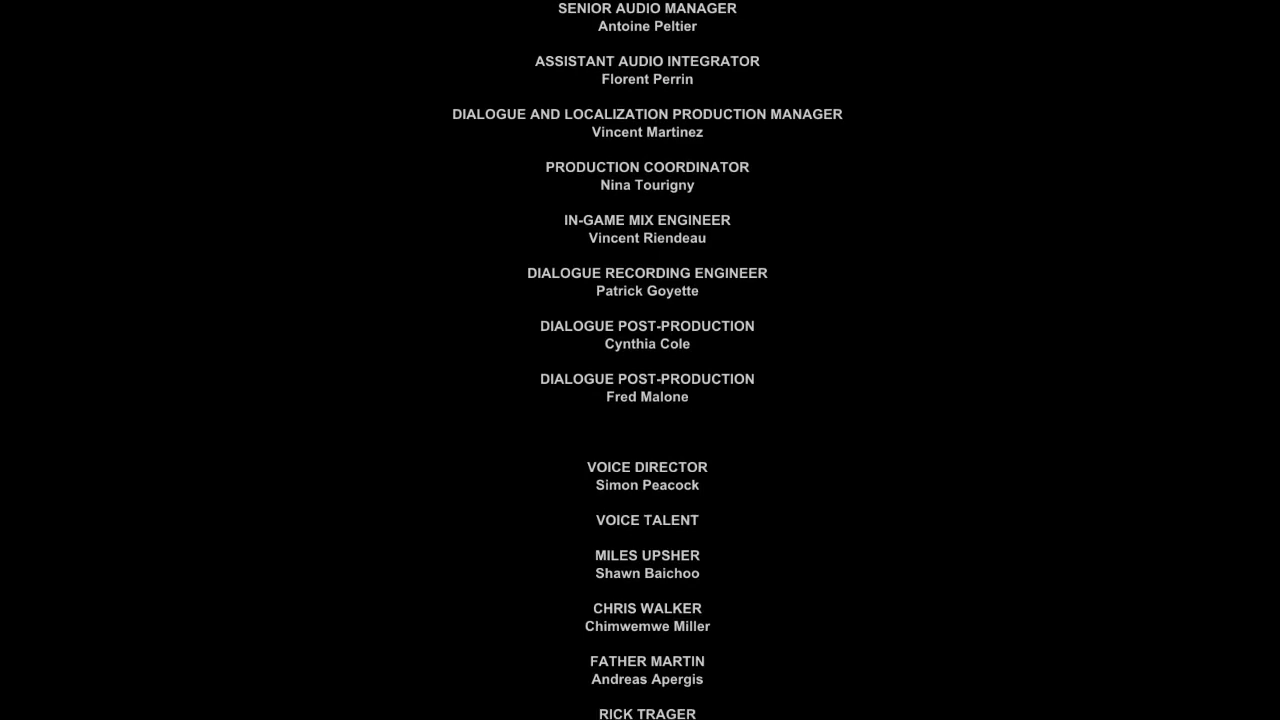 SENIOR AUDIO MANAGER
Antoine Peltier
ASSISTANT AUDIO INTEGRATOR
Florent Perrin
DIALOGUE AND LOCALIZATION PRODUCTION MANAGER
Vincent Martinez
PRODUCTION COORDINATOR
Nina Tourigny
IN-GAME MIX ENGINEER
Vincent Riendeau
DIALOGUE RECORDING ENGINEER
Patrick Goyette
DIALOGUE POST-PRODUCTION
Cynthia Cole
DIALOGUE POST-PRODUCTION
Fred Malone
VOICE DIRECTOR
Simon Peacock
VOICE TALENT
MILES UPSHER
Shawn Baichoo
CHRIS WALKER
Chimwemwe Miller
FATHER MARTIN
Andreas Apergis
RICK TRAGER